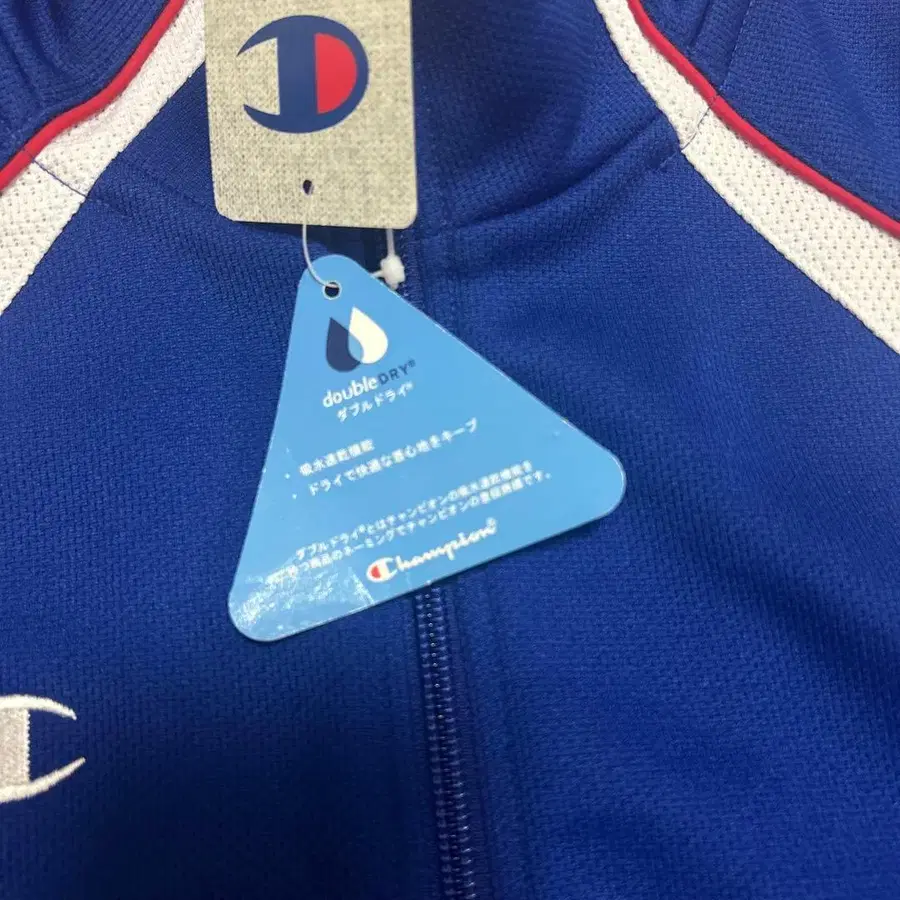 doubleDRY®
ダブルドライ®
・吸水速乾機能
・ドライで快適な着心地をキープ
ダブルドライ®とはチャンピオンの吸水速乾機能を
持つ商品のネーミングでチャンピオンの登録商標です。
Champion®